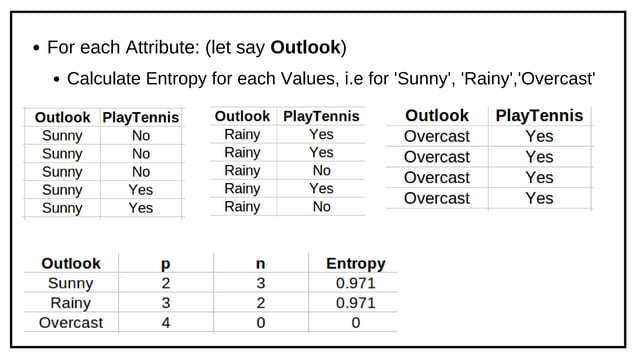 • For each Attribute: (let say Outlook)
• Calculate Entropy for each Values, i.e for 'Sunny', 'Rainy','Overcast'
Outlook PlayTennis
Sunny No
Sunny No
Sunny No
Sunny Yes
Sunny Yes
Outlook PlayTennis
Rainy Yes
Rainy Yes
Rainy No
Rainy Yes
Rainy No
Outlook PlayTennis
Overcast Yes
Overcast Yes
Overcast Yes
Overcast Yes
Outlook p n Entropy
Sunny 2 3 0.971
Rainy 3 2 0.971
Overcast 4 0 0